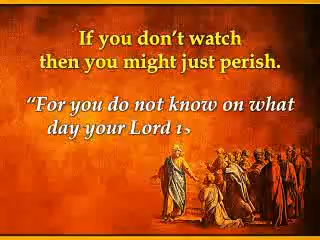 If you don't watch
then you might just perish.
“For you do not know on what
day your Lord